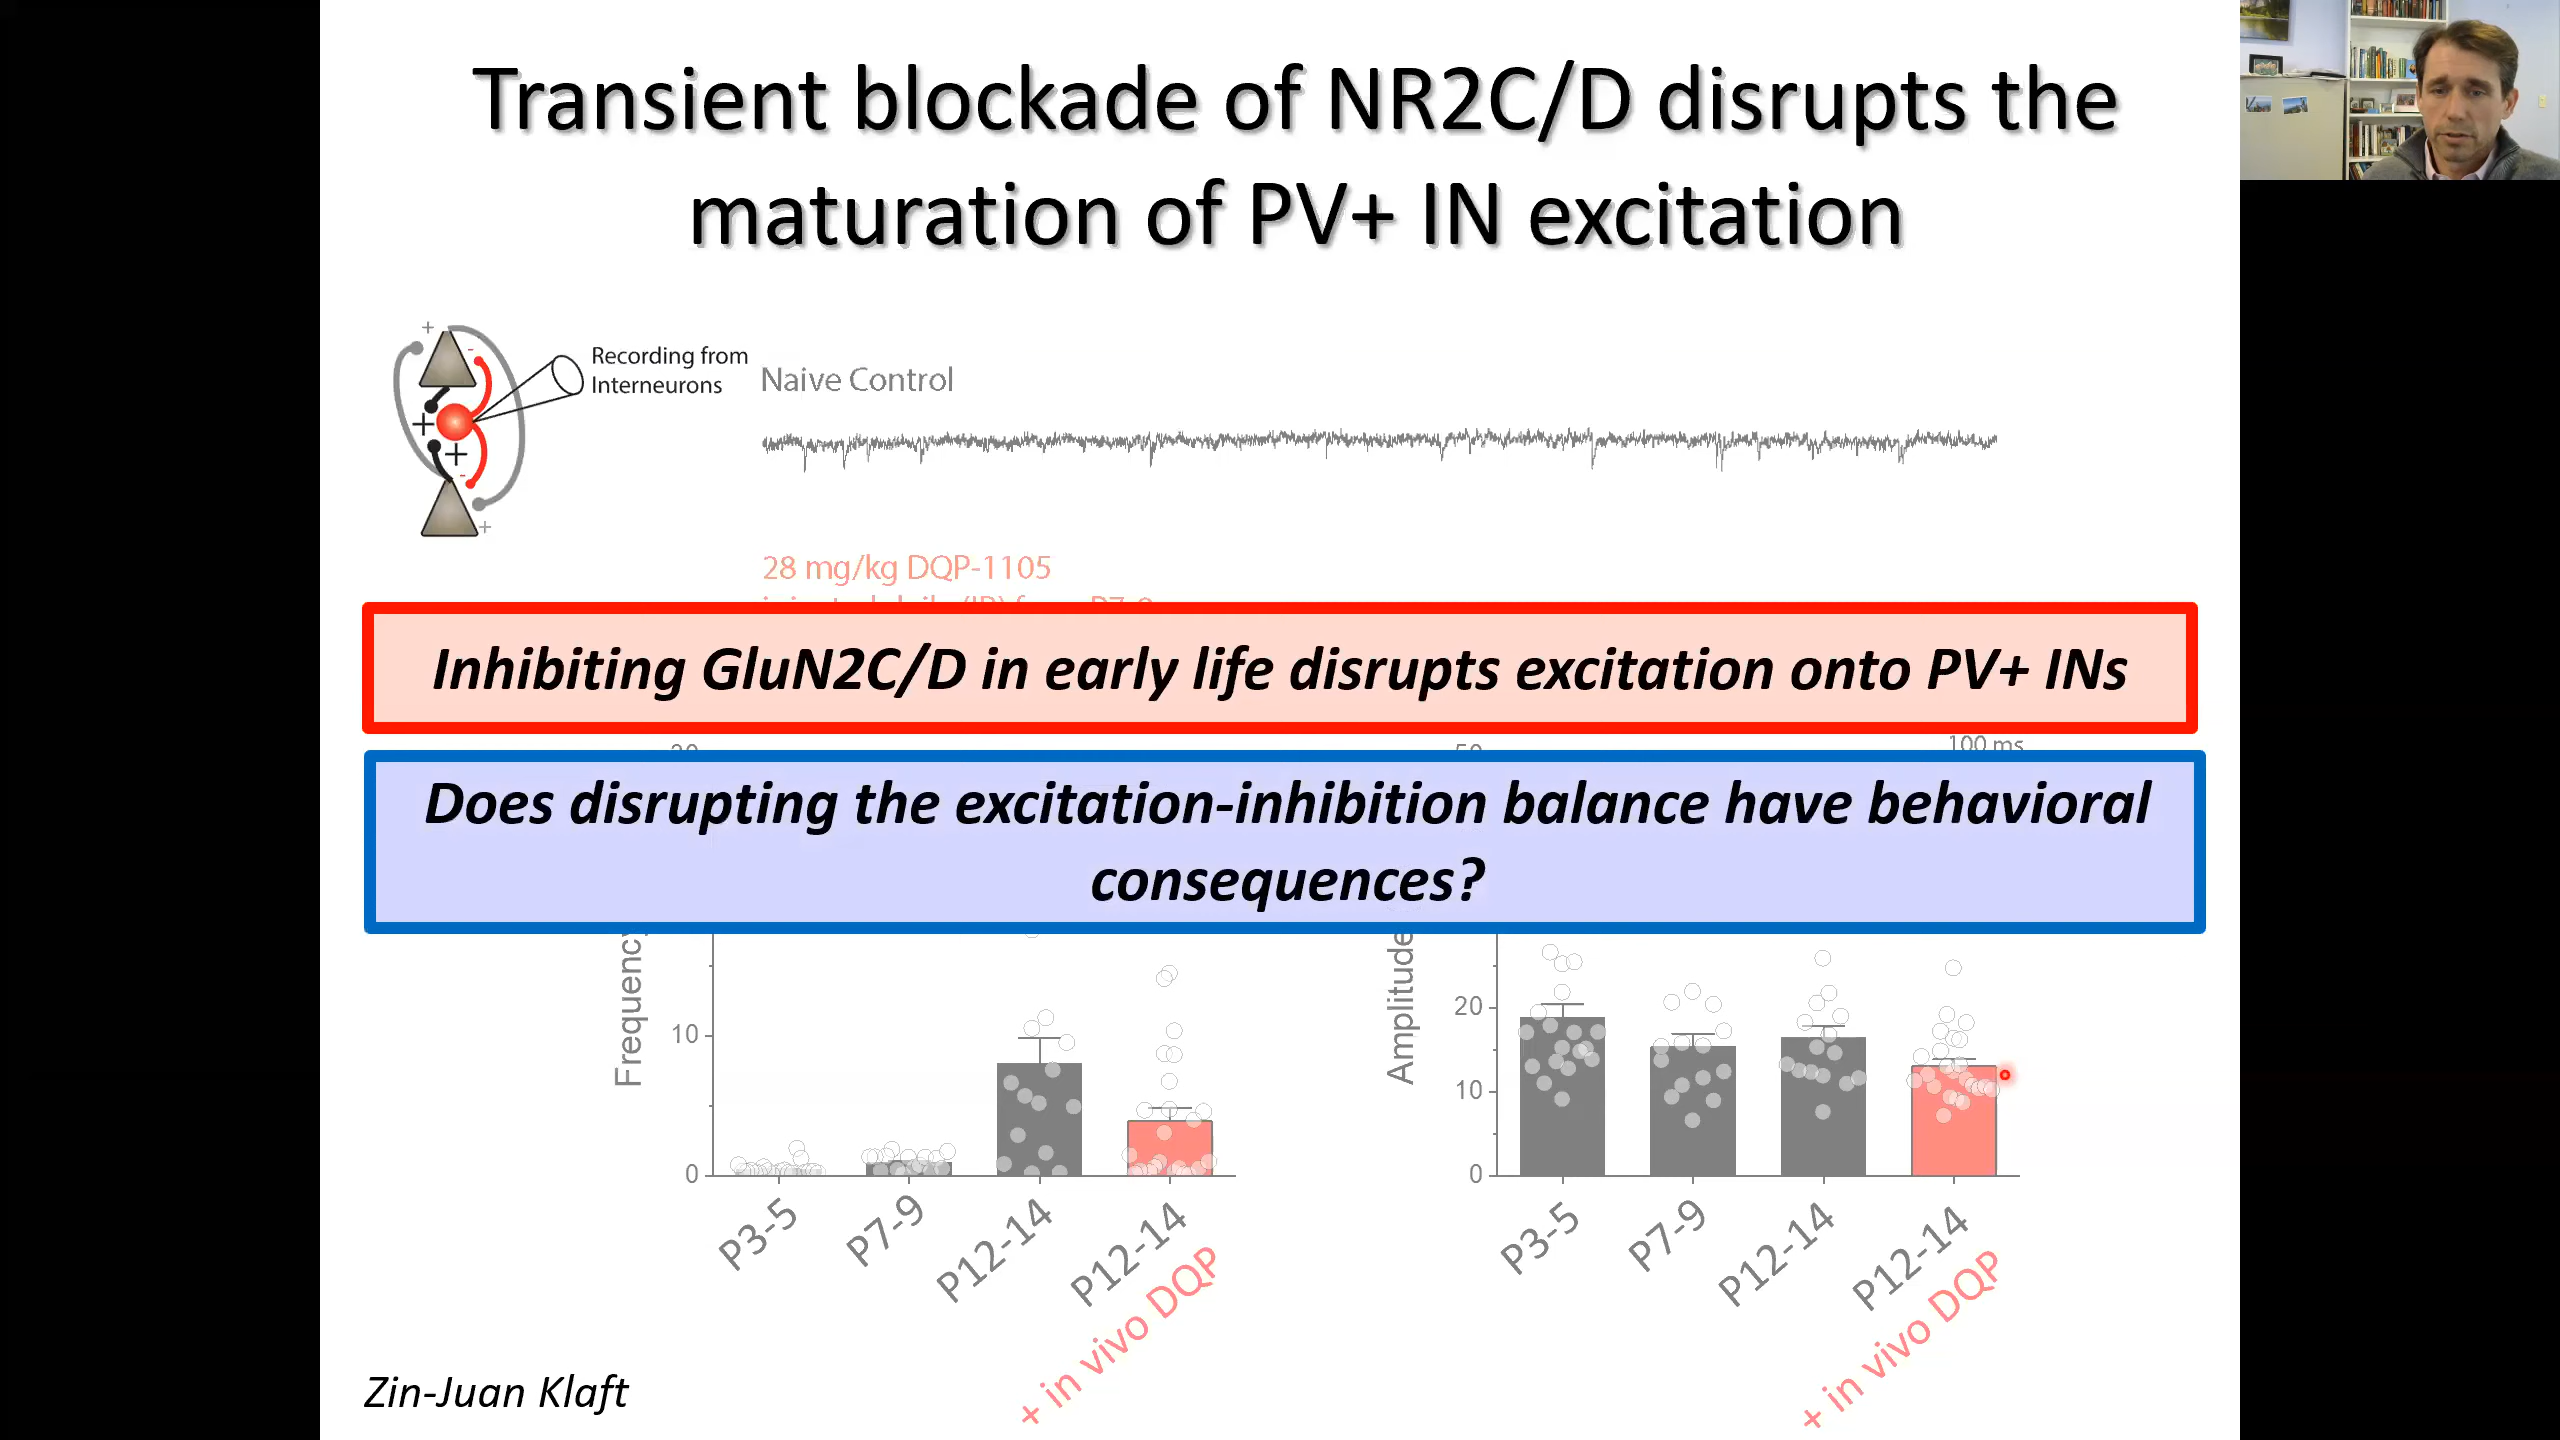 Transient blockade of NR2C/D disrupts the
maturation of PV+ IN excitation
+
-
Recording from
Interneurons
+
+
-
+
Naive Control
28 mg/kg DQP-1105
Inhibiting GluN2C/D in early life disrupts excitation onto PV+ INs
100 ms
Does disrupting the excitation-inhibition balance have behavioral
consequences?
Frequency
10
0
P3-5
P7-9
P12-14
P12-14
+ in vivo DQP
Amplitude
20
10
0
P3-5
P7-9
P12-14
P12-14
+ in vivo DQP
Zin-Juan Klaft